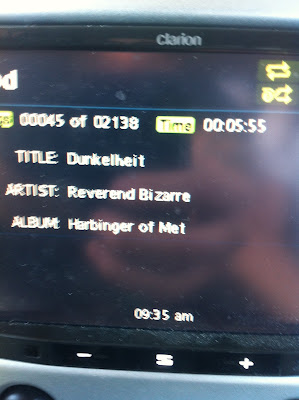 clarion
od
00045 of 02138 Time 00:05:55
TITLE: Dunkelheit
ARTIST: Reverend Bizarre
ALBUM: Harbinger of Met
09:35 am
- S +